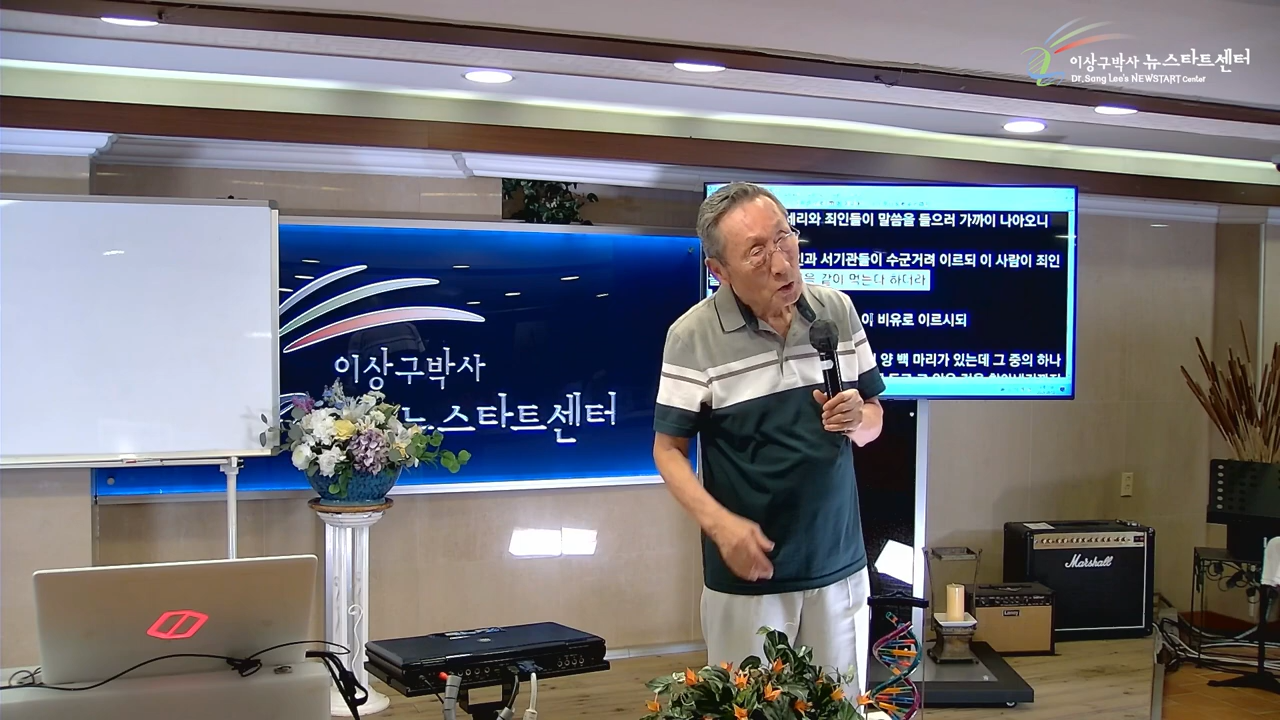 이상구박사 뉴스타트센터
Dr.Sang Lee's NEWSTART Center
예리와 죄인들이 말씀을 들으러 가까이 나아오니
과 서기관들이 수군거려 이르되 이 사람이 죄인
같이 먹는다 하더라
이 비유로 이르시되
양 백 마리가 있는데 그 중의 하나
이상구박사
뉴스타트센터
Marshall
Laney